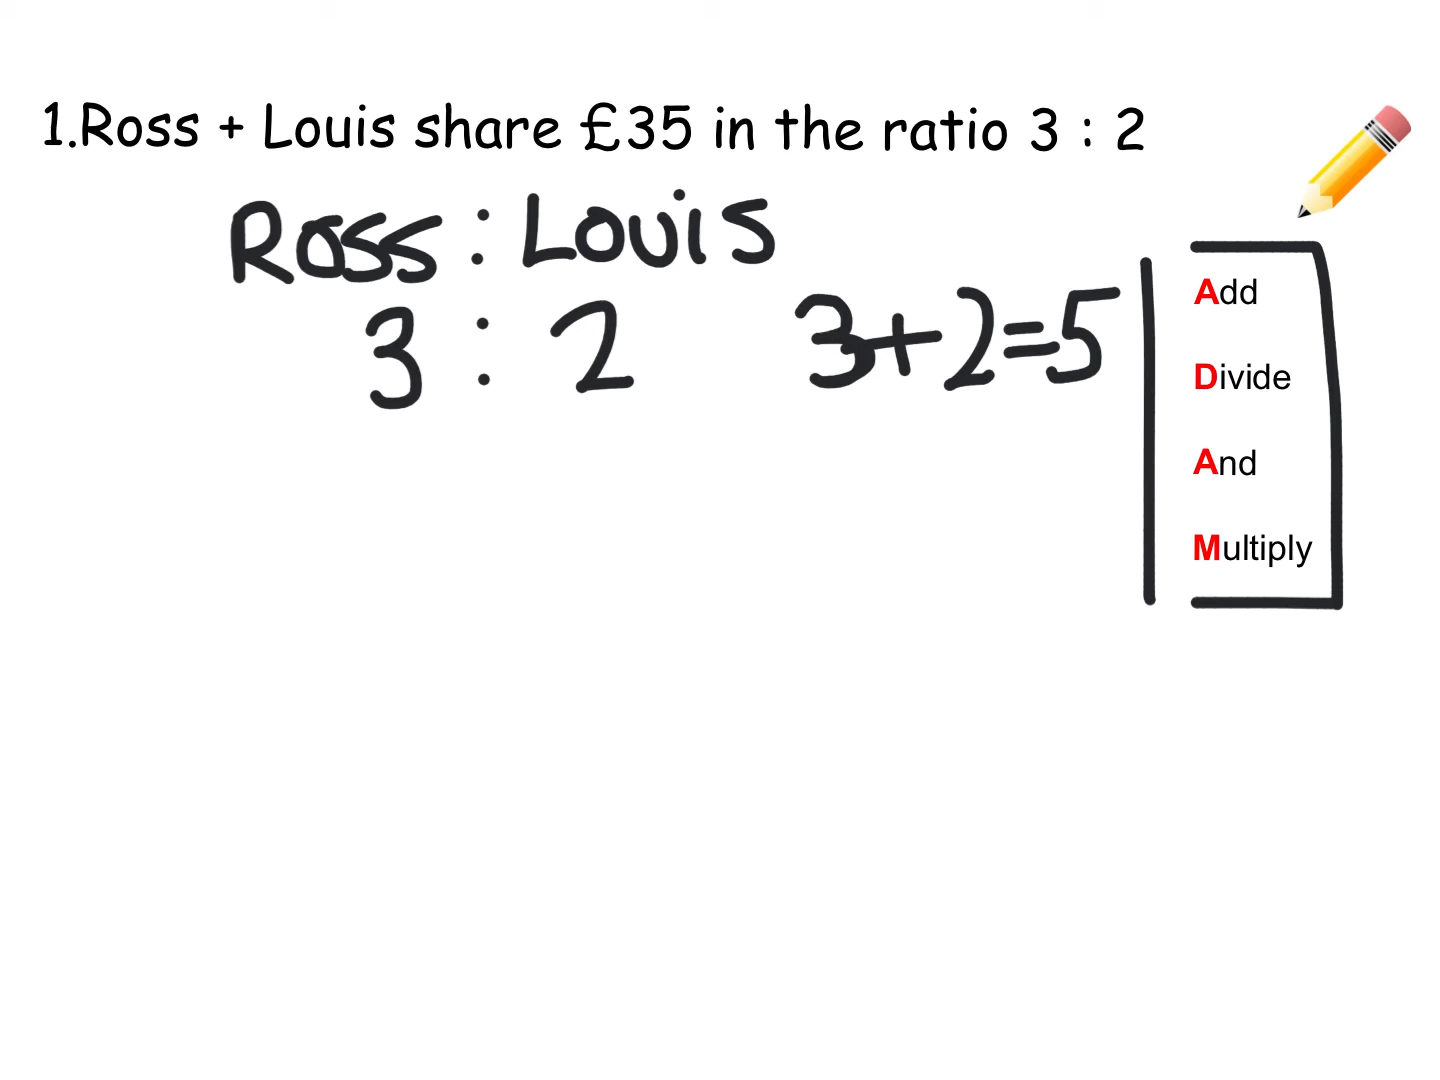 1.Ross + Louis share £35 in the ratio 3 : 2
Ross : Louis
3 : 2
3+2=5
Add
Divide
And
Multiply